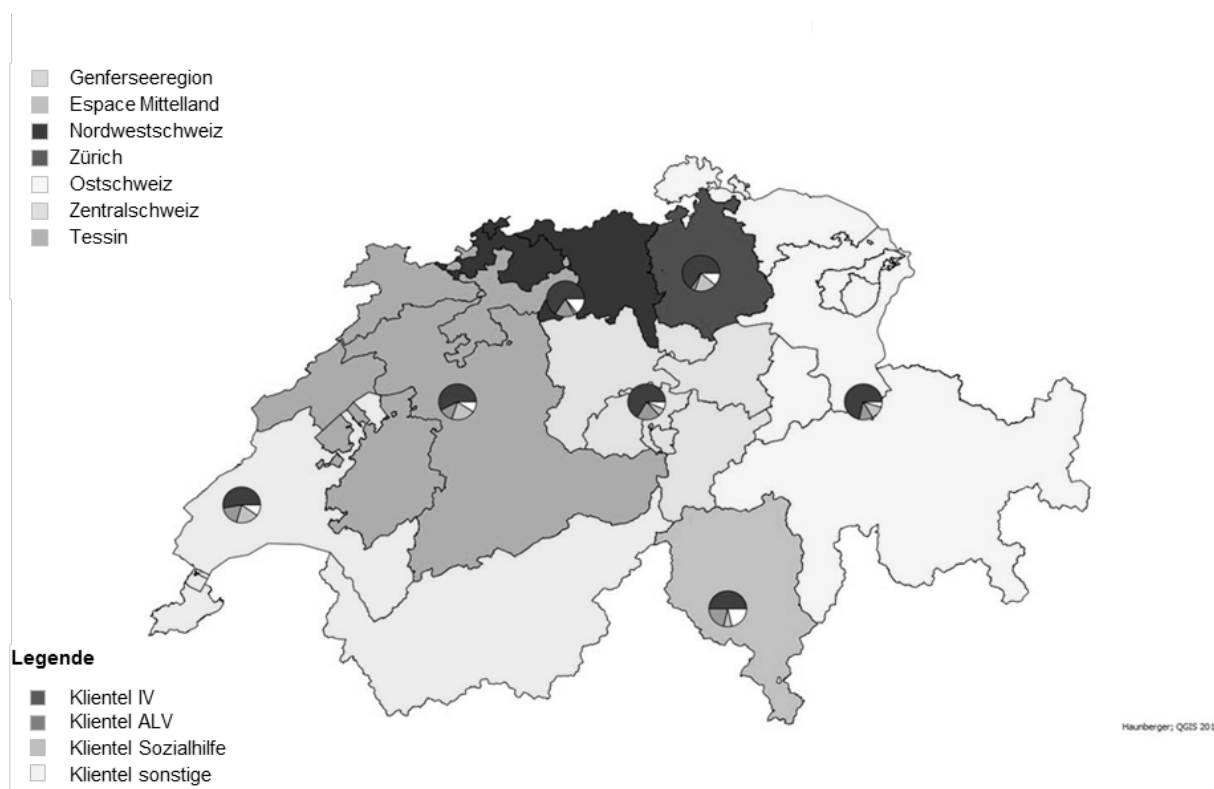 Genferseeregion
Espace Mittelland
Nordwestschweiz
Zürich
Ostschweiz
Zentralschweiz
Tessin
Legende
Klientel IV
Klientel ALV
Klientel Sozialhilfe
Klientel sonstige
Haunberger; QGIS 201